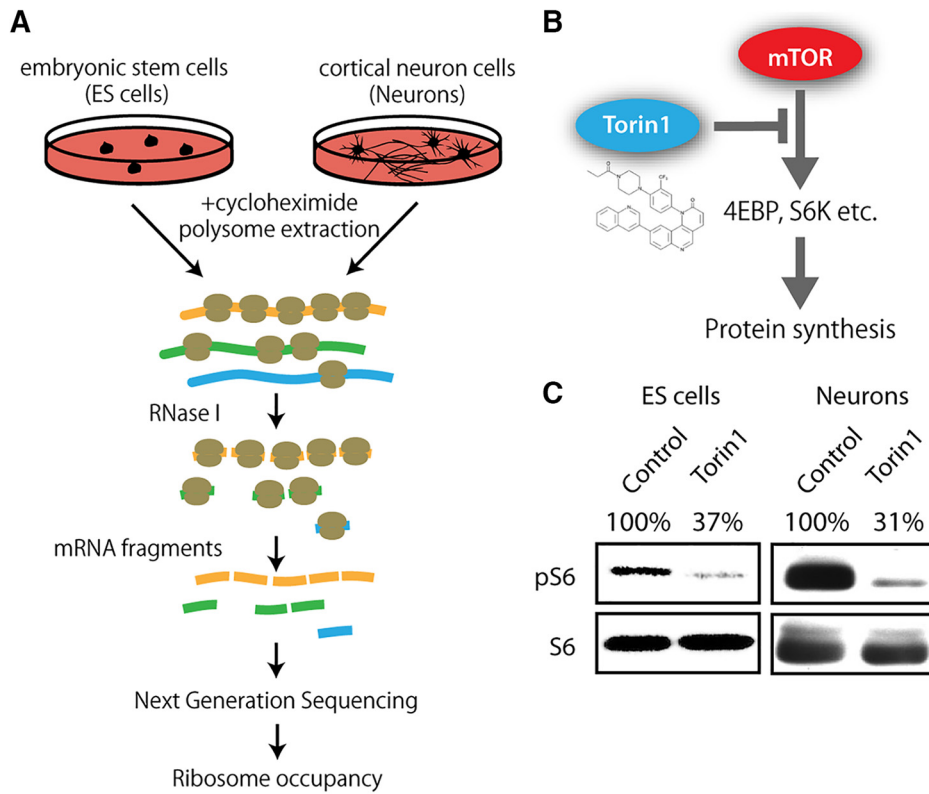 A
embryonic stem cells
(ES cells)
cortical neuron cells
(Neurons)
+cycloheximide
polysome extraction
RNase I
mRNA fragments
Next Generation Sequencing
Ribosome occupancy
B
mTOR
Torin1
O
N
N
CF₃
O
N
N
N
4EBP, S6K etc.
Protein synthesis
C
ES cells
Neurons
Control
Torin1
Control
Torin1
100%
37%
100%
31%
pS6
S6